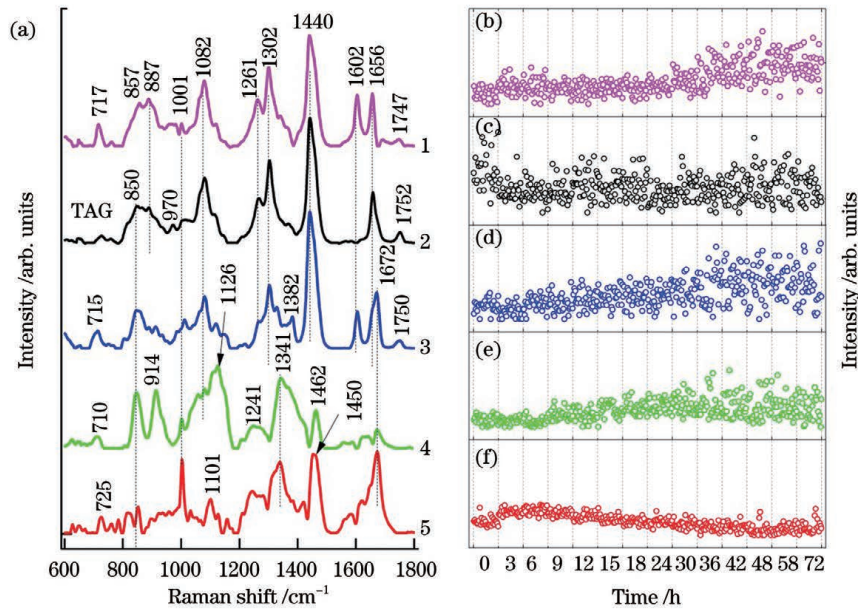 (a)
717
857
887
1001
1082
1261
1302
1440
1602
1656
1747
1
TAG
850
970
1752
2
715
1126
1382
1672
1750
3
710
914
1241
1341
1462
1450
4
725
1101
5
600 800 1000 1200 1400 1600 1800
Raman shift /cm⁻¹
Intensity /arb. units
(b)
(c)
(d)
(e)
(f)
0 3 6 9 12 15 18 24 30 36 42 48 58 72
Time /h
Intensity /arb. units